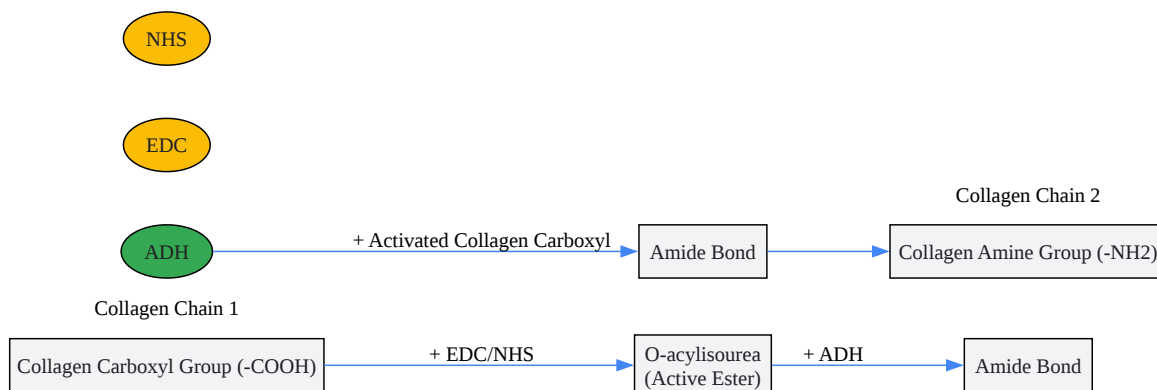 NHS
EDC
Collagen Chain 2
ADH
+ Activated Collagen Carboxyl
Amide Bond
Collagen Amine Group (-NH2)
Collagen Chain 1
Collagen Carboxyl Group (-COOH)
+ EDC/NHS
O-acylisourea
(Active Ester)
+ ADH
Amide Bond